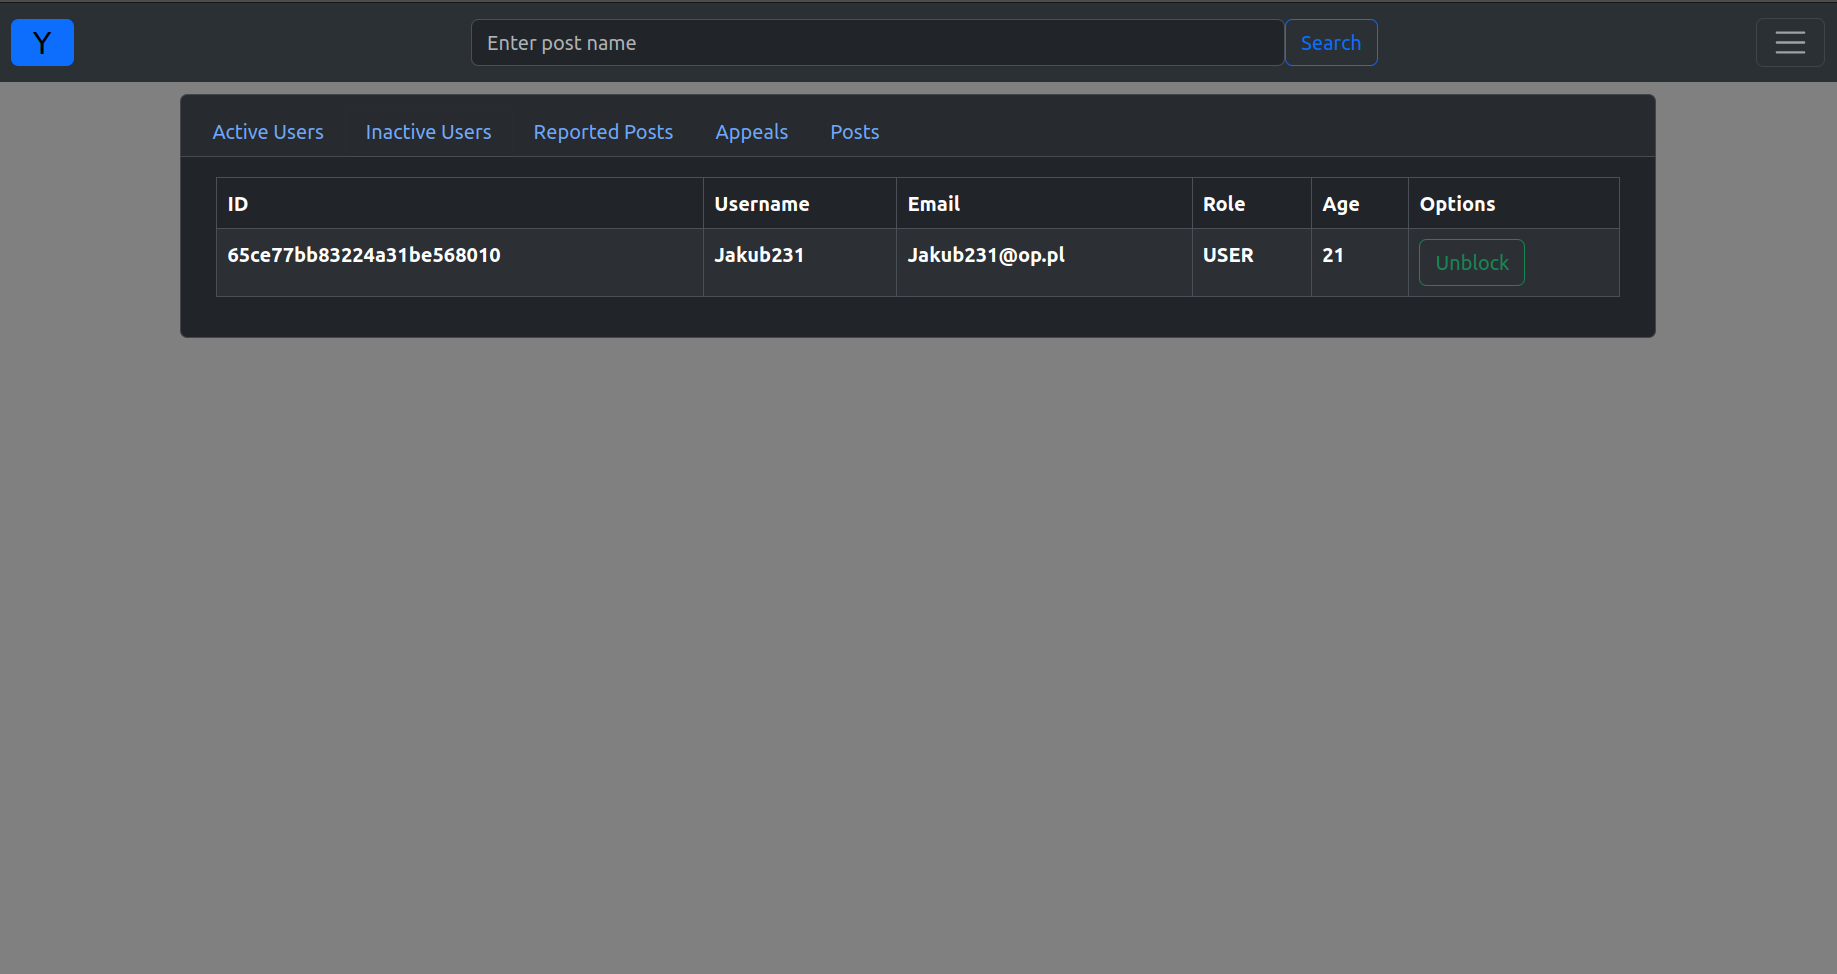 Y Enter post name Search
Active Users Inactive Users Reported Posts Appeals Posts
ID Username Email Role Age Options
65ce77bb83224a31be568010 Jakub231 Jakub231@op.pl USER 21 Unblock